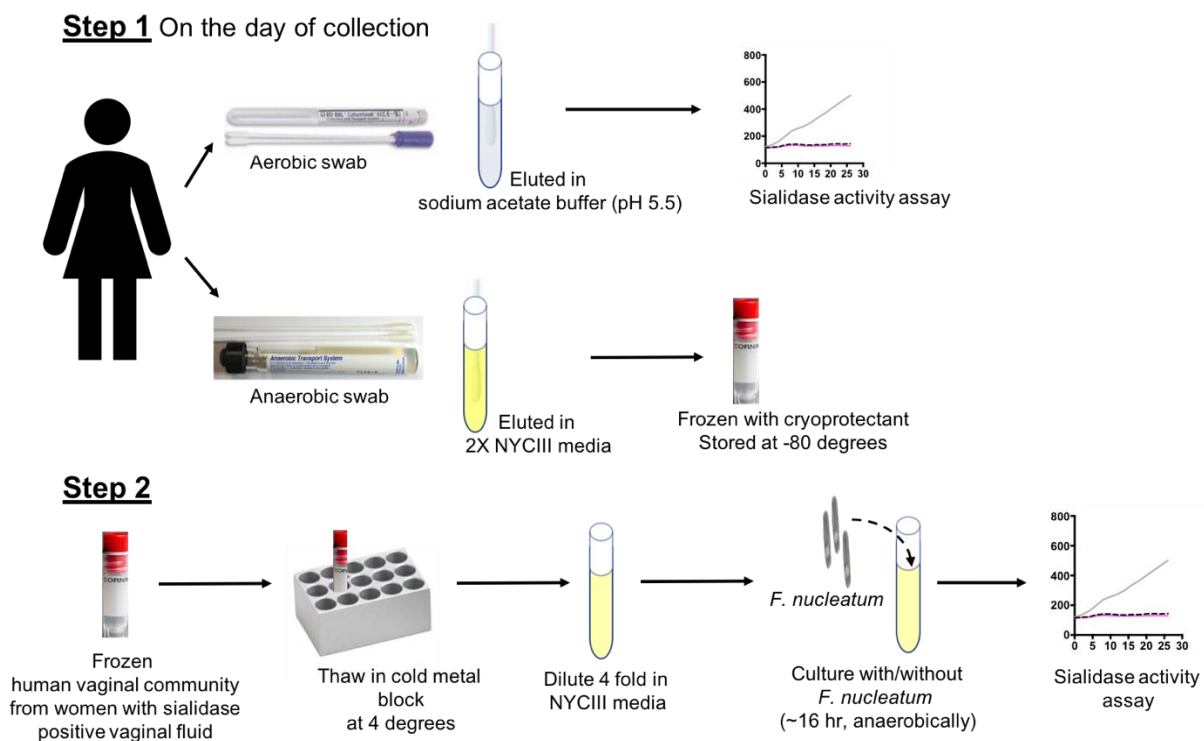 Step 1 On the day of collection
Aerobic swab
Eluted in
sodium acetate buffer (pH 5.5)
800
600
400
200
0
0 5 10 15 20 25 30
Sialidase activity assay
Anaerobic Transport System
Anaerobic swab
Eluted in
2X NYCIII media
CORNIN
Frozen with cryoprotectant
Stored at -80 degrees
Step 2
CORNIN
Frozen
human vaginal community
from women with sialidase
positive vaginal fluid
Thaw in cold metal
block
at 4 degrees
Dilute 4 fold in
NYCIII media
F. nucleatum
Culture with/without
F. nucleatum
(~16 hr, anaerobically)
800
600
400
200
0
0 5 10 15 20 25 30
Sialidase activity
assay